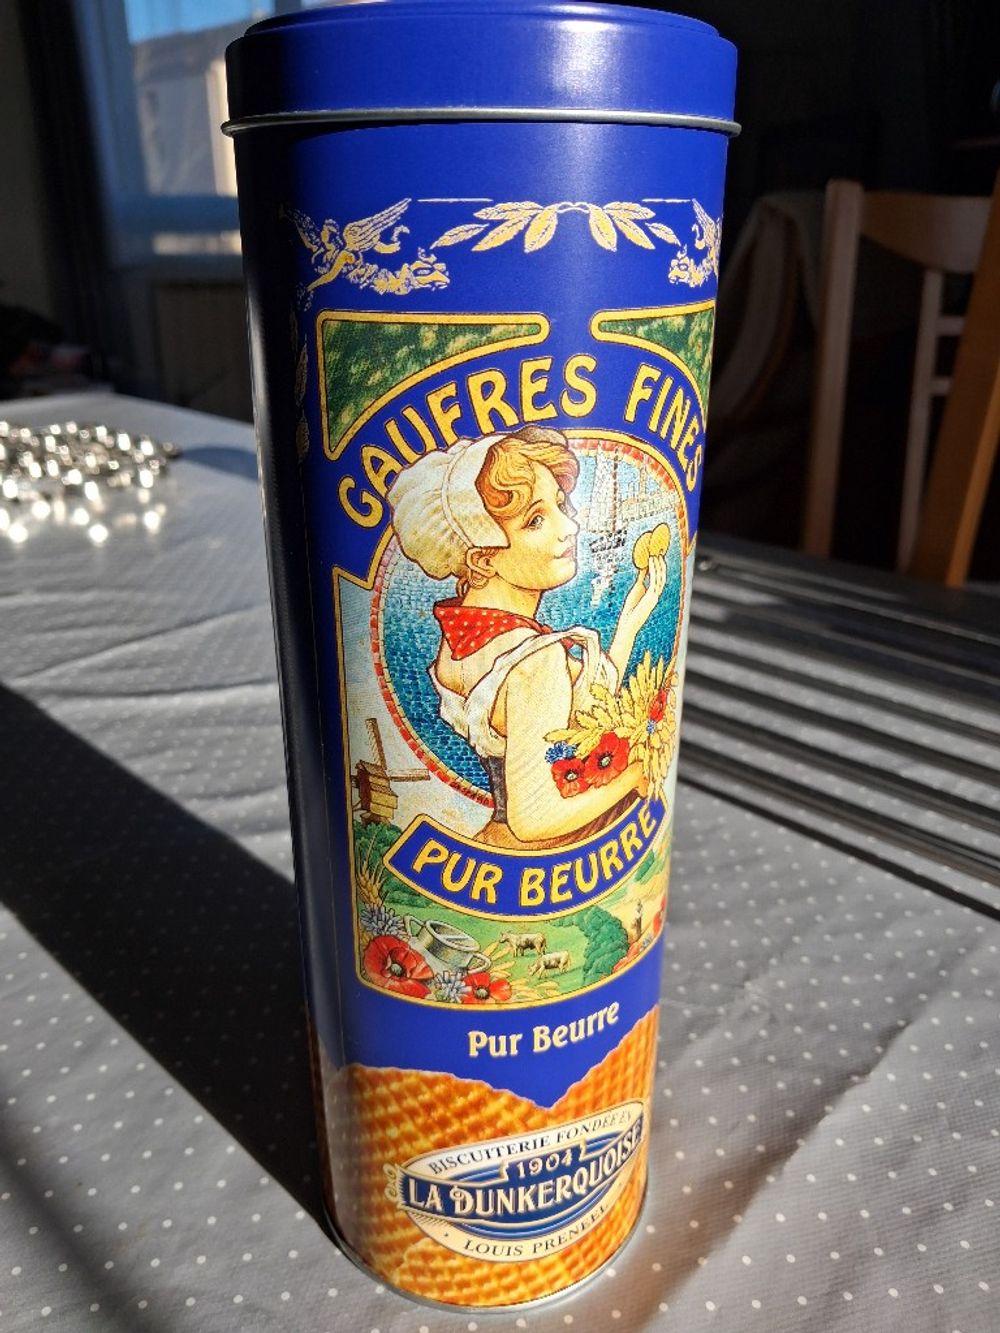 GAUFRES FINES
PUR BEURRE
Pur Beurre
BISCUITERIE FONDÉE EN
1904
LA DUNKERQUOISE
LOUIS PRENEEL